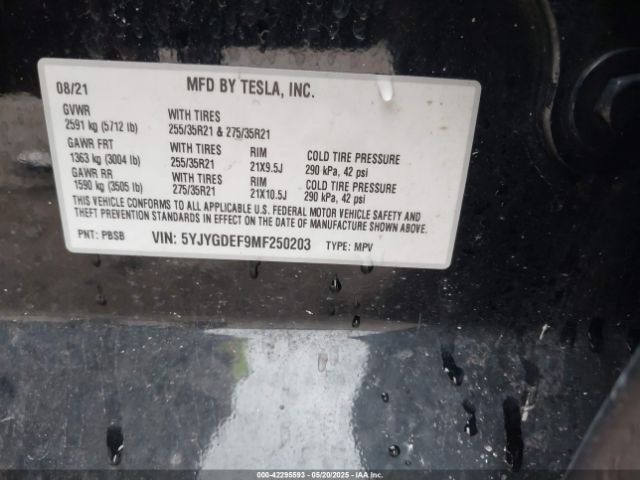 08/21 MFD BY TESLA, INC.
GVWR WITH TIRES
2591 kg (5712 lb) 255/35R21 & 275/35R21
GAWR FRT WITH TIRES RIM COLD TIRE PRESSURE
1363 kg (3004 lb) 255/35R21 21X9.5J 290 kPa, 42 psi
GAWR RR WITH TIRES RIM COLD TIRE PRESSURE
1590 kg (3505 lb) 275/35R21 21X10.5J 290 kPa, 42 psi
THIS VEHICLE CONFORMS TO ALL APPLICABLE U.S. FEDERAL MOTOR VEHICLE SAFETY AND
THEFT PREVENTION STANDARDS IN EFFECT ON THE DATE OF MANUFACTURE SHOWN ABOVE.
PNT: PBSB VIN: 5YJYGDEF9MF250203 TYPE: MPV
000-42295593 - 05/20/2025 - IAAI.COM